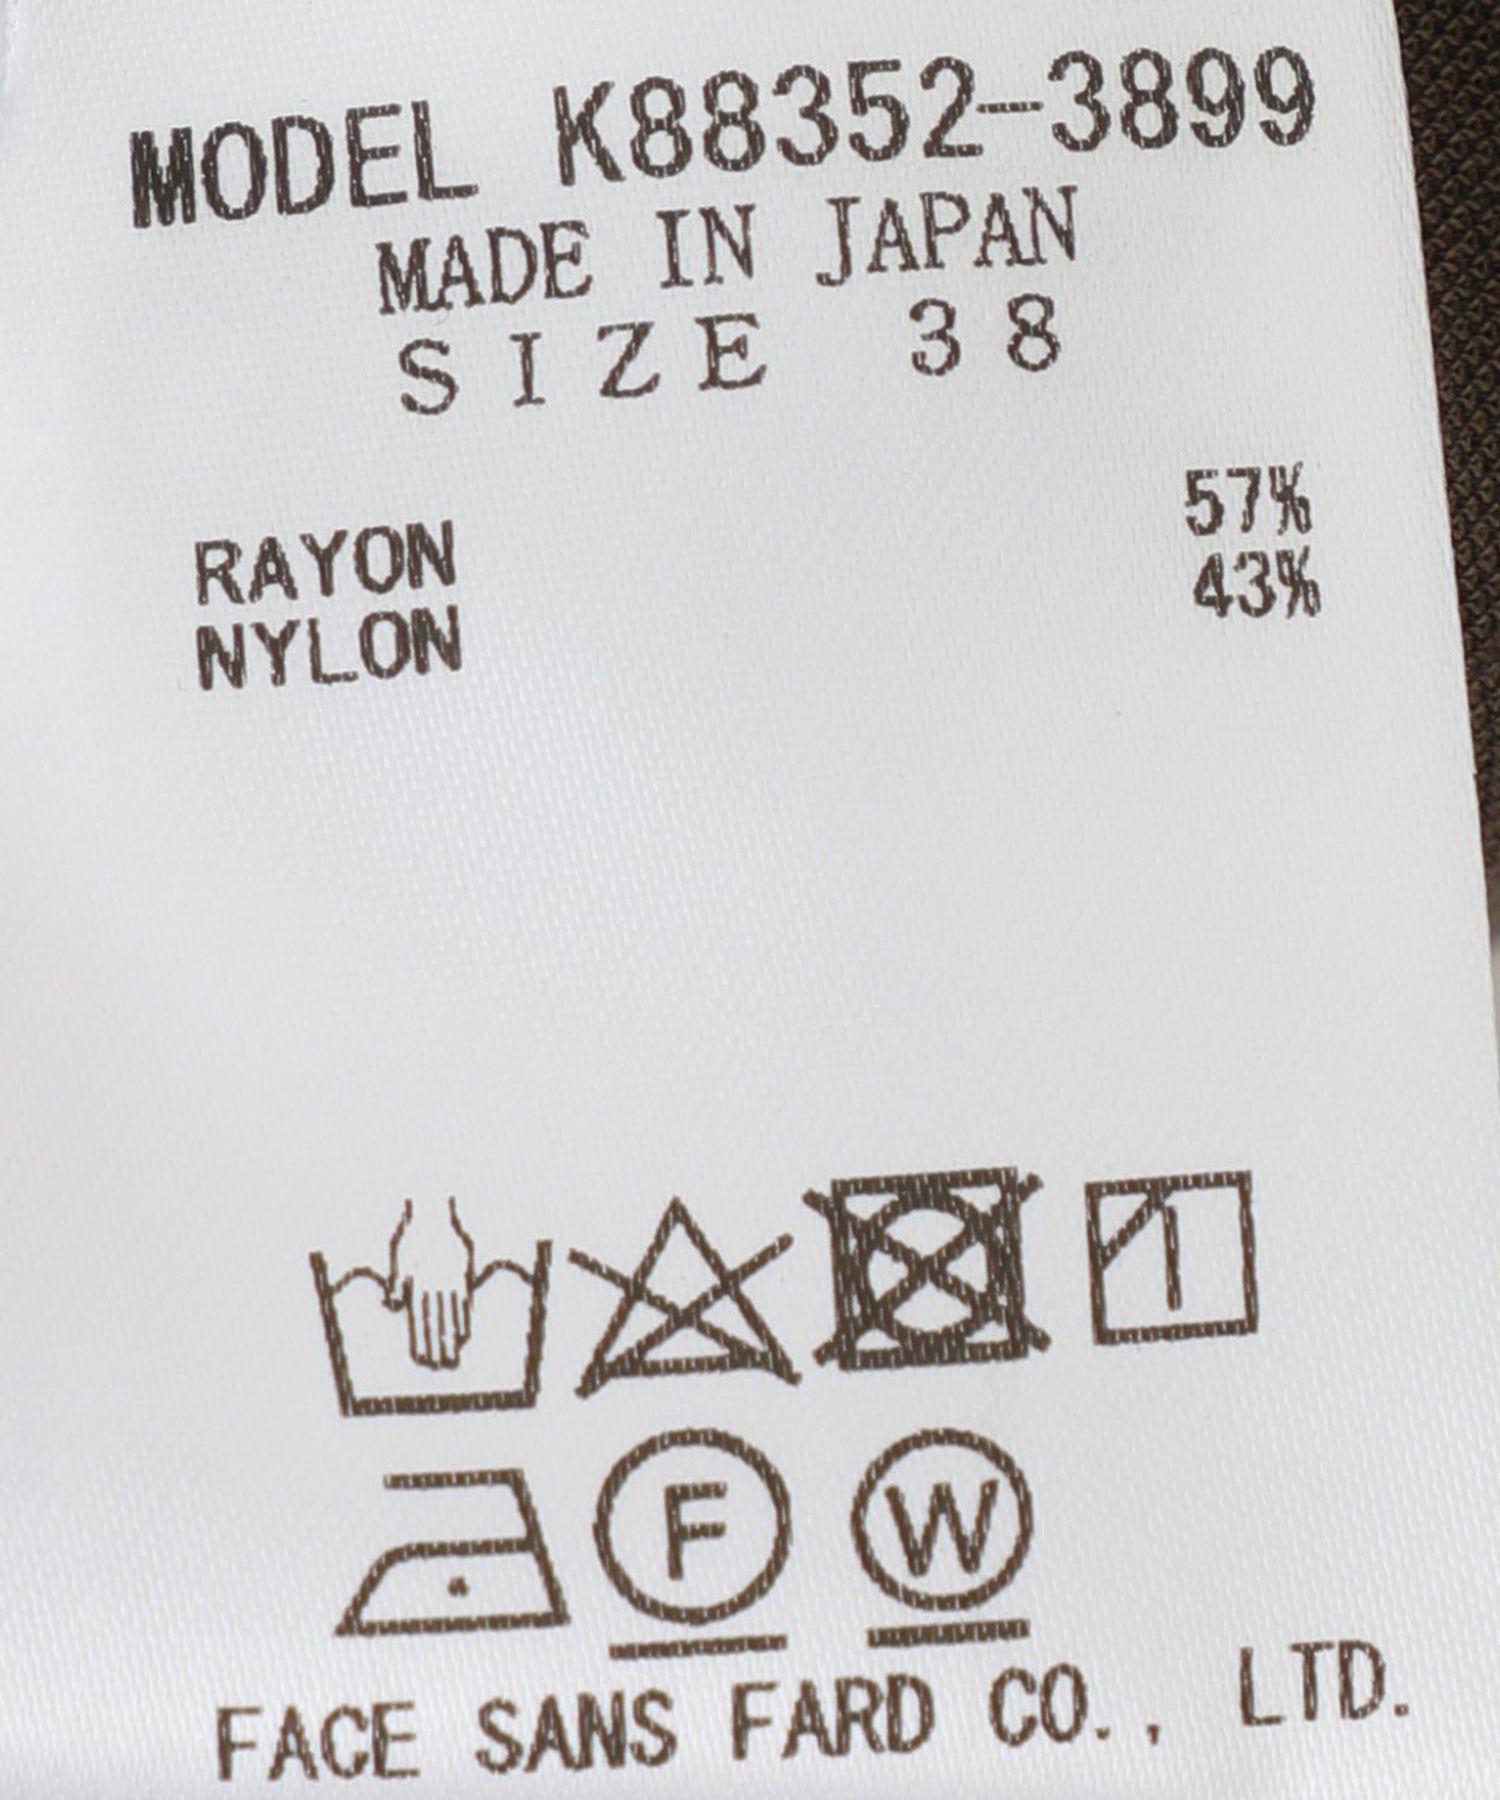 MODEL K88352-3899
MADE IN JAPAN
SIZE 38
RAYON 57%
NYLON 43%
F W
FACE SANS FARD CO., LTD.